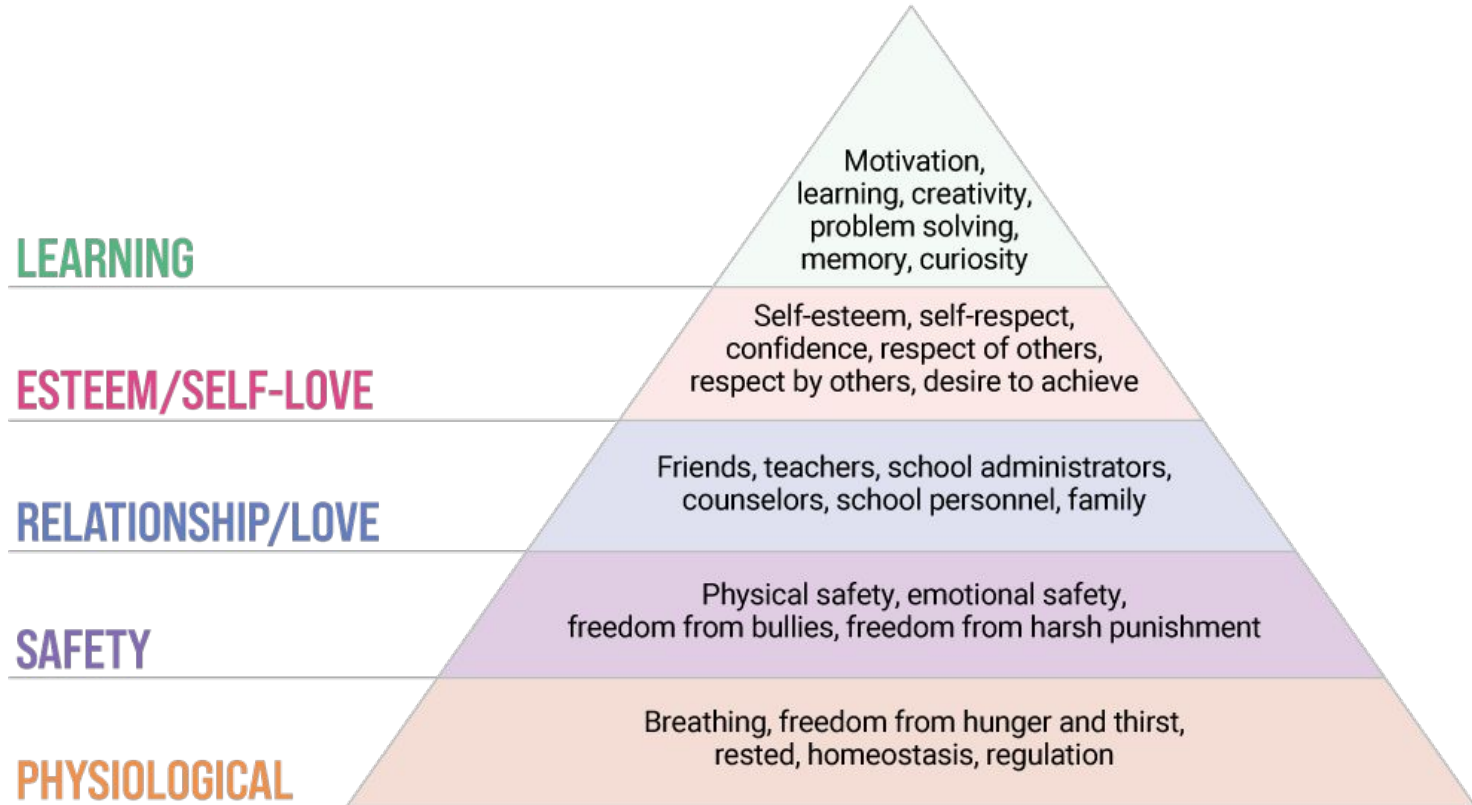 Motivation,
learning, creativity,
problem solving,
memory, curiosity
LEARNING
Self-esteem, self-respect,
confidence, respect of others,
respect by others, desire to achieve
ESTEEM/SELF-LOVE
Friends, teachers, school administrators,
counselors, school personnel, family
RELATIONSHIP/LOVE
Physical safety, emotional safety,
freedom from bullies, freedom from harsh punishment
SAFETY
Breathing, freedom from hunger and thirst,
rested, homeostasis, regulation
PHYSIOLOGICAL